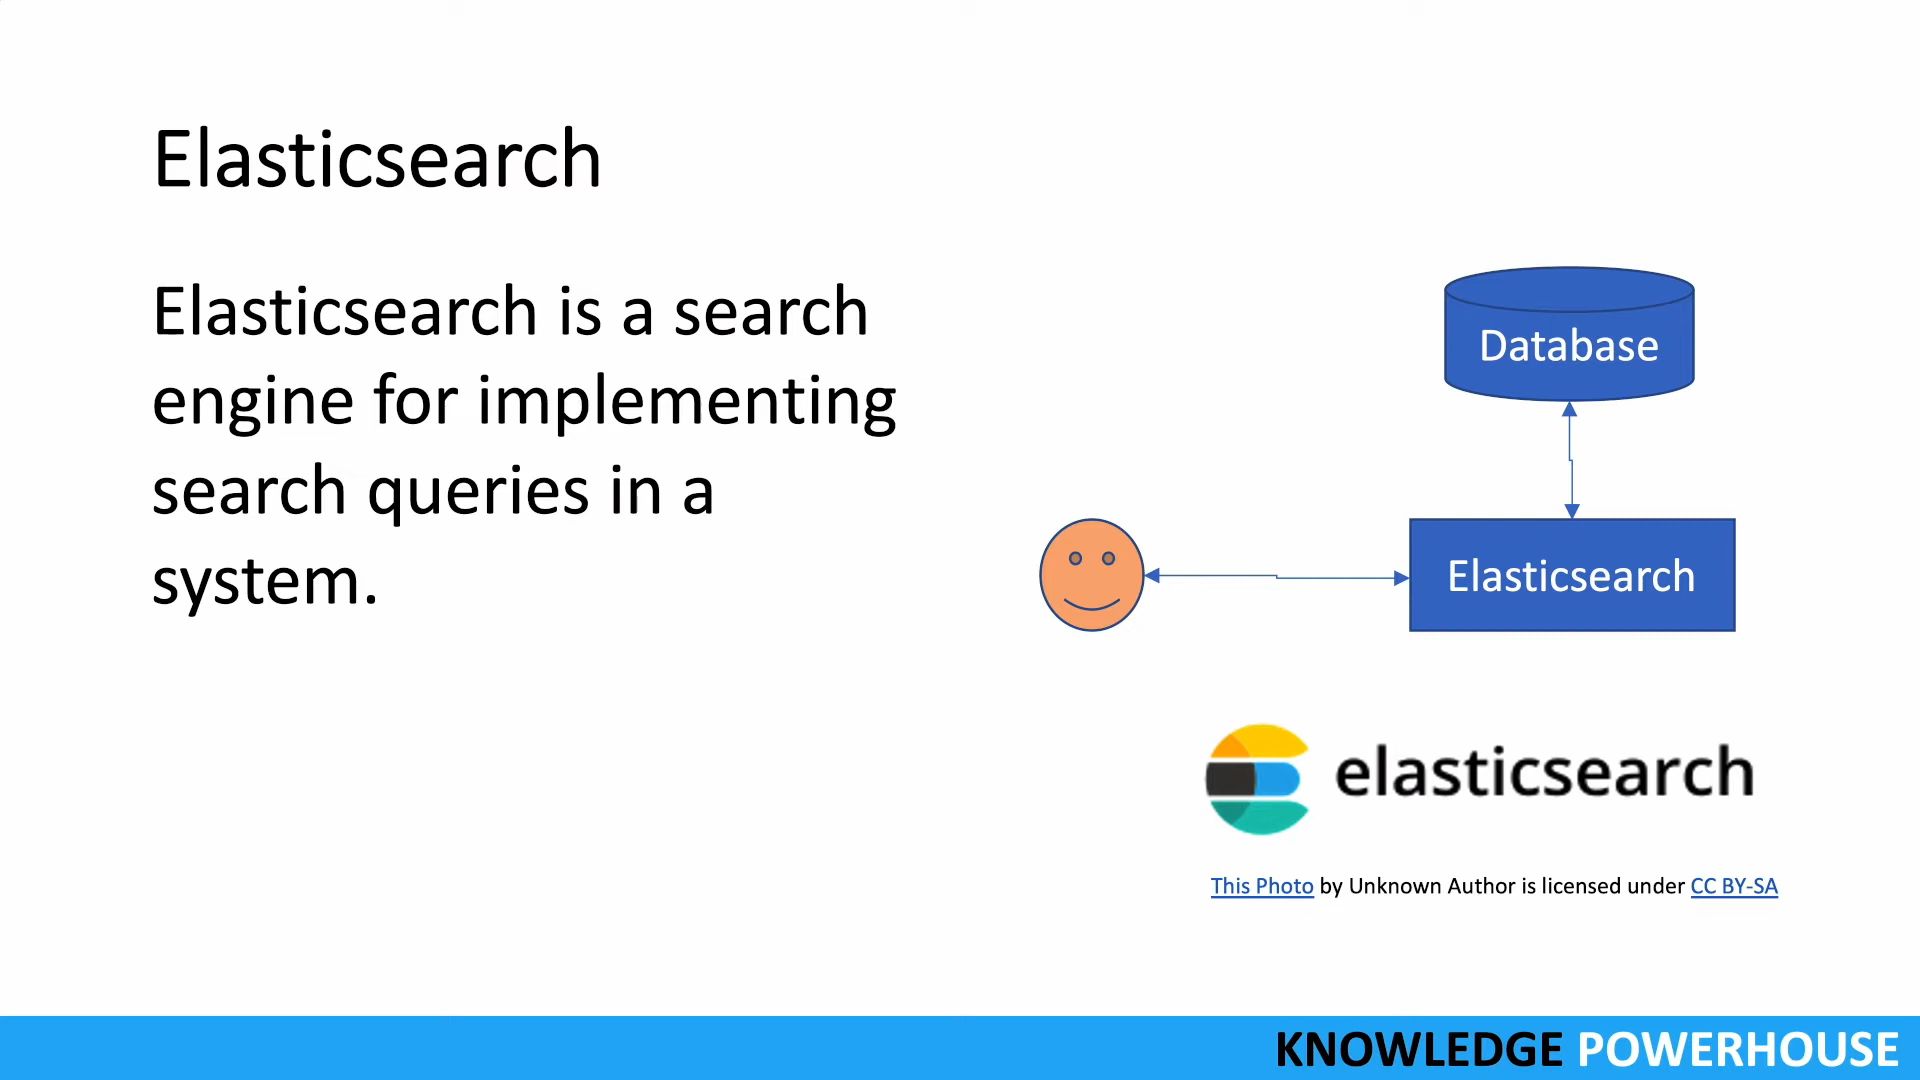 Elasticsearch
Elasticsearch is a search
engine for implementing
search queries in a
system.
Database
Elasticsearch
elasticsearch
This Photo by Unknown Author is licensed under CC BY-SA
KNOWLEDGE POWERHOUSE